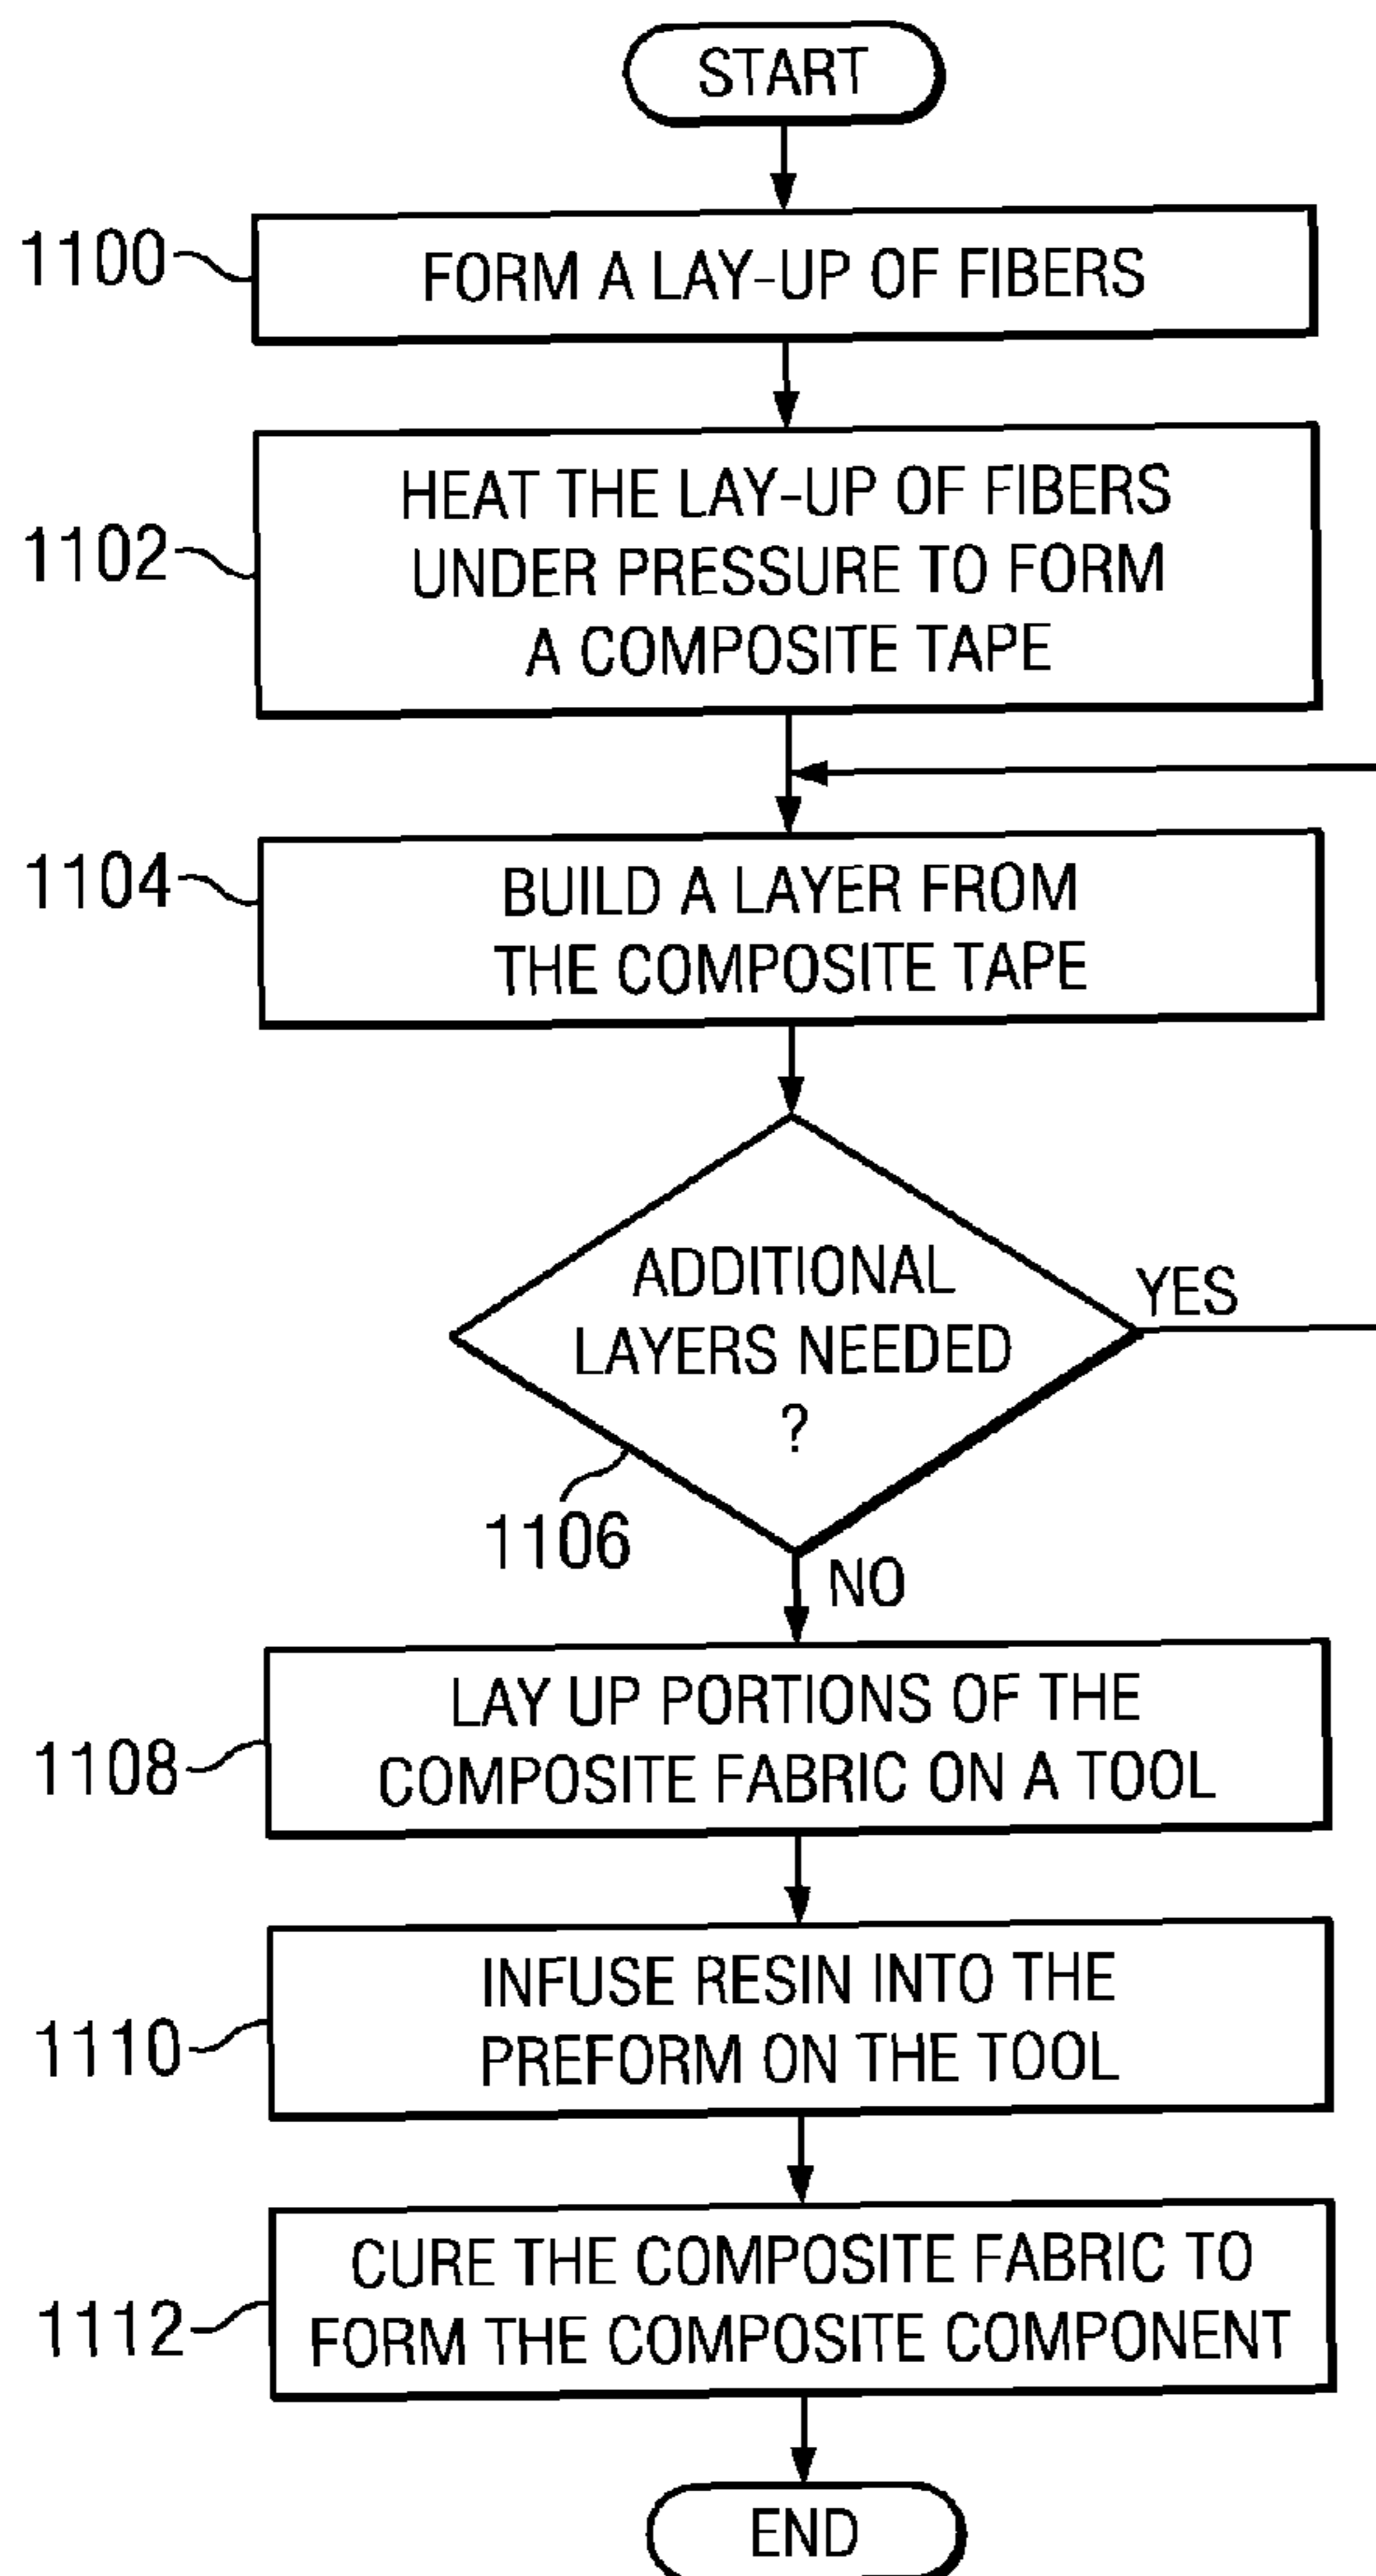 START
1100
FORM A LAY-UP OF FIBERS
1102
HEAT THE LAY-UP OF FIBERS
UNDER PRESSURE TO FORM
A COMPOSITE TAPE
1104
BUILD A LAYER FROM
THE COMPOSITE TAPE
ADDITIONAL
LAYERS NEEDED
?
YES
1106
NO
1108
LAY UP PORTIONS OF THE
COMPOSITE FABRIC ON A TOOL
1110
INFUSE RESIN INTO THE
PREFORM ON THE TOOL
1112
CURE THE COMPOSITE FABRIC TO
FORM THE COMPOSITE COMPONENT
END